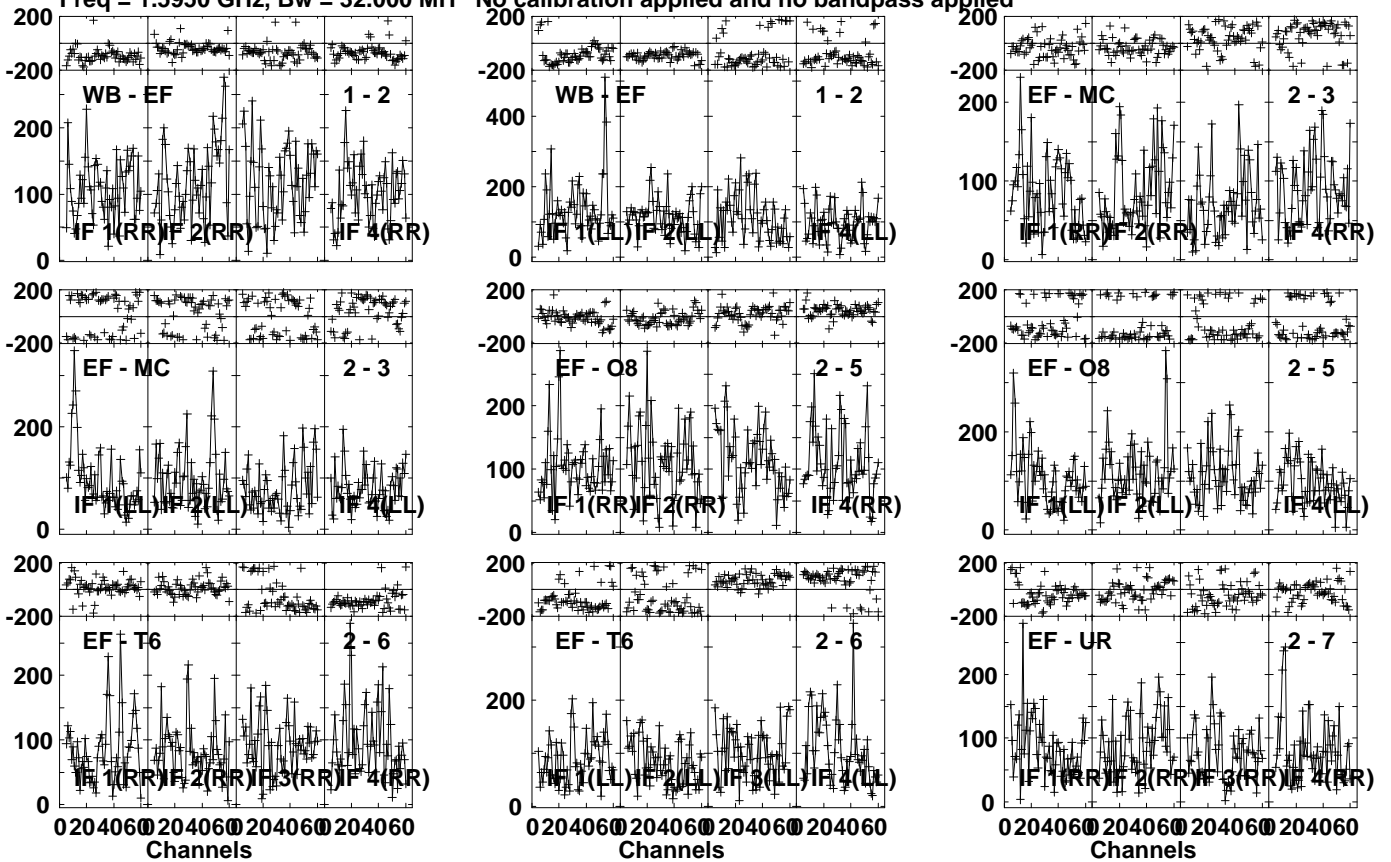 Freq = 1.5950 GHz, Bw = 32.000 MH No calibration applied and no bandpass applied
200
-200
WB - EF 1 - 2
200
100
0
IF 1(RR) IF 2(RR) IF 4(RR)
WB - EF 1 - 2
400
200
0
IF 1(LL) IF 2(LL) IF 4(LL)
200
-200
EF - MC 2 - 3
200
100
0
IF 1(RR) IF 2(RR) IF 4(RR)
200
-200
EF - MC 2 - 3
200
0
IF 1(LL) IF 2(LL) IF 4(LL)
200
-200
EF - O8 2 - 5
200
100
0
IF 1(RR) IF 2(RR) IF 4(RR)
200
-200
EF - O8 2 - 5
200
0
IF 1(LL) IF 2(LL) IF 4(LL)
200
-200
EF - T6 2 - 6
200
100
0
IF 1(RR) IF 2(RR) IF 3(RR) IF 4(RR)
0 20 40 60 0 20 40 60 0 20 40 60 0 20 40 60
Channels
200
-200
EF - T6 2 - 6
200
0
IF 1(LL) IF 2(LL) IF 3(LL) IF 4(LL)
0 20 40 60 0 20 40 60 0 20 40 60 0 20 40 60
Channels
200
-200
EF - UR 2 - 7
200
100
0
IF 1(RR) IF 2(RR) IF 3(RR) IF 4(RR)
0 20 40 60 0 20 40 60 0 20 40 60 0 20 40 60
Channels